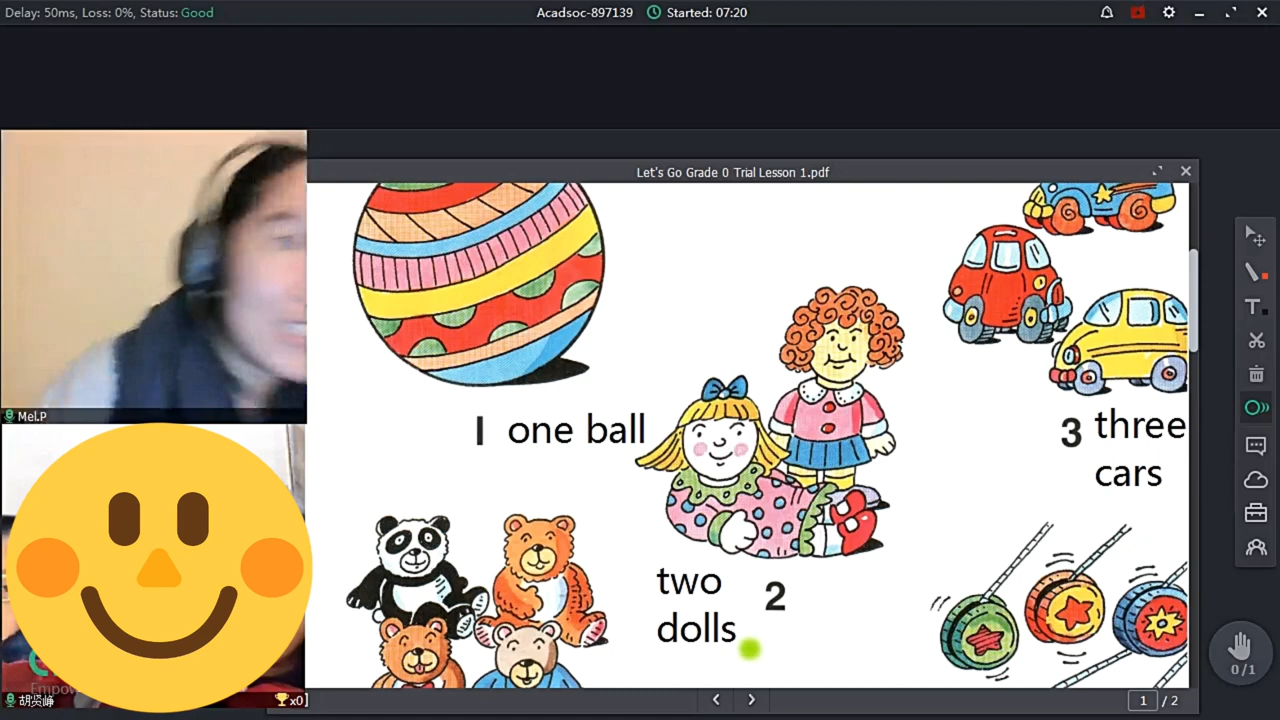 Delay: 50ms, Loss: 0%, Status: Good
Acadsoc-897139
Started: 07:20
Let's Go Grade 0 Trial Lesson 1.pdf
1 one ball
3 three
cars
two
2
dolls
Mel.P
胡贤峥
x0
1 / 2
0/1